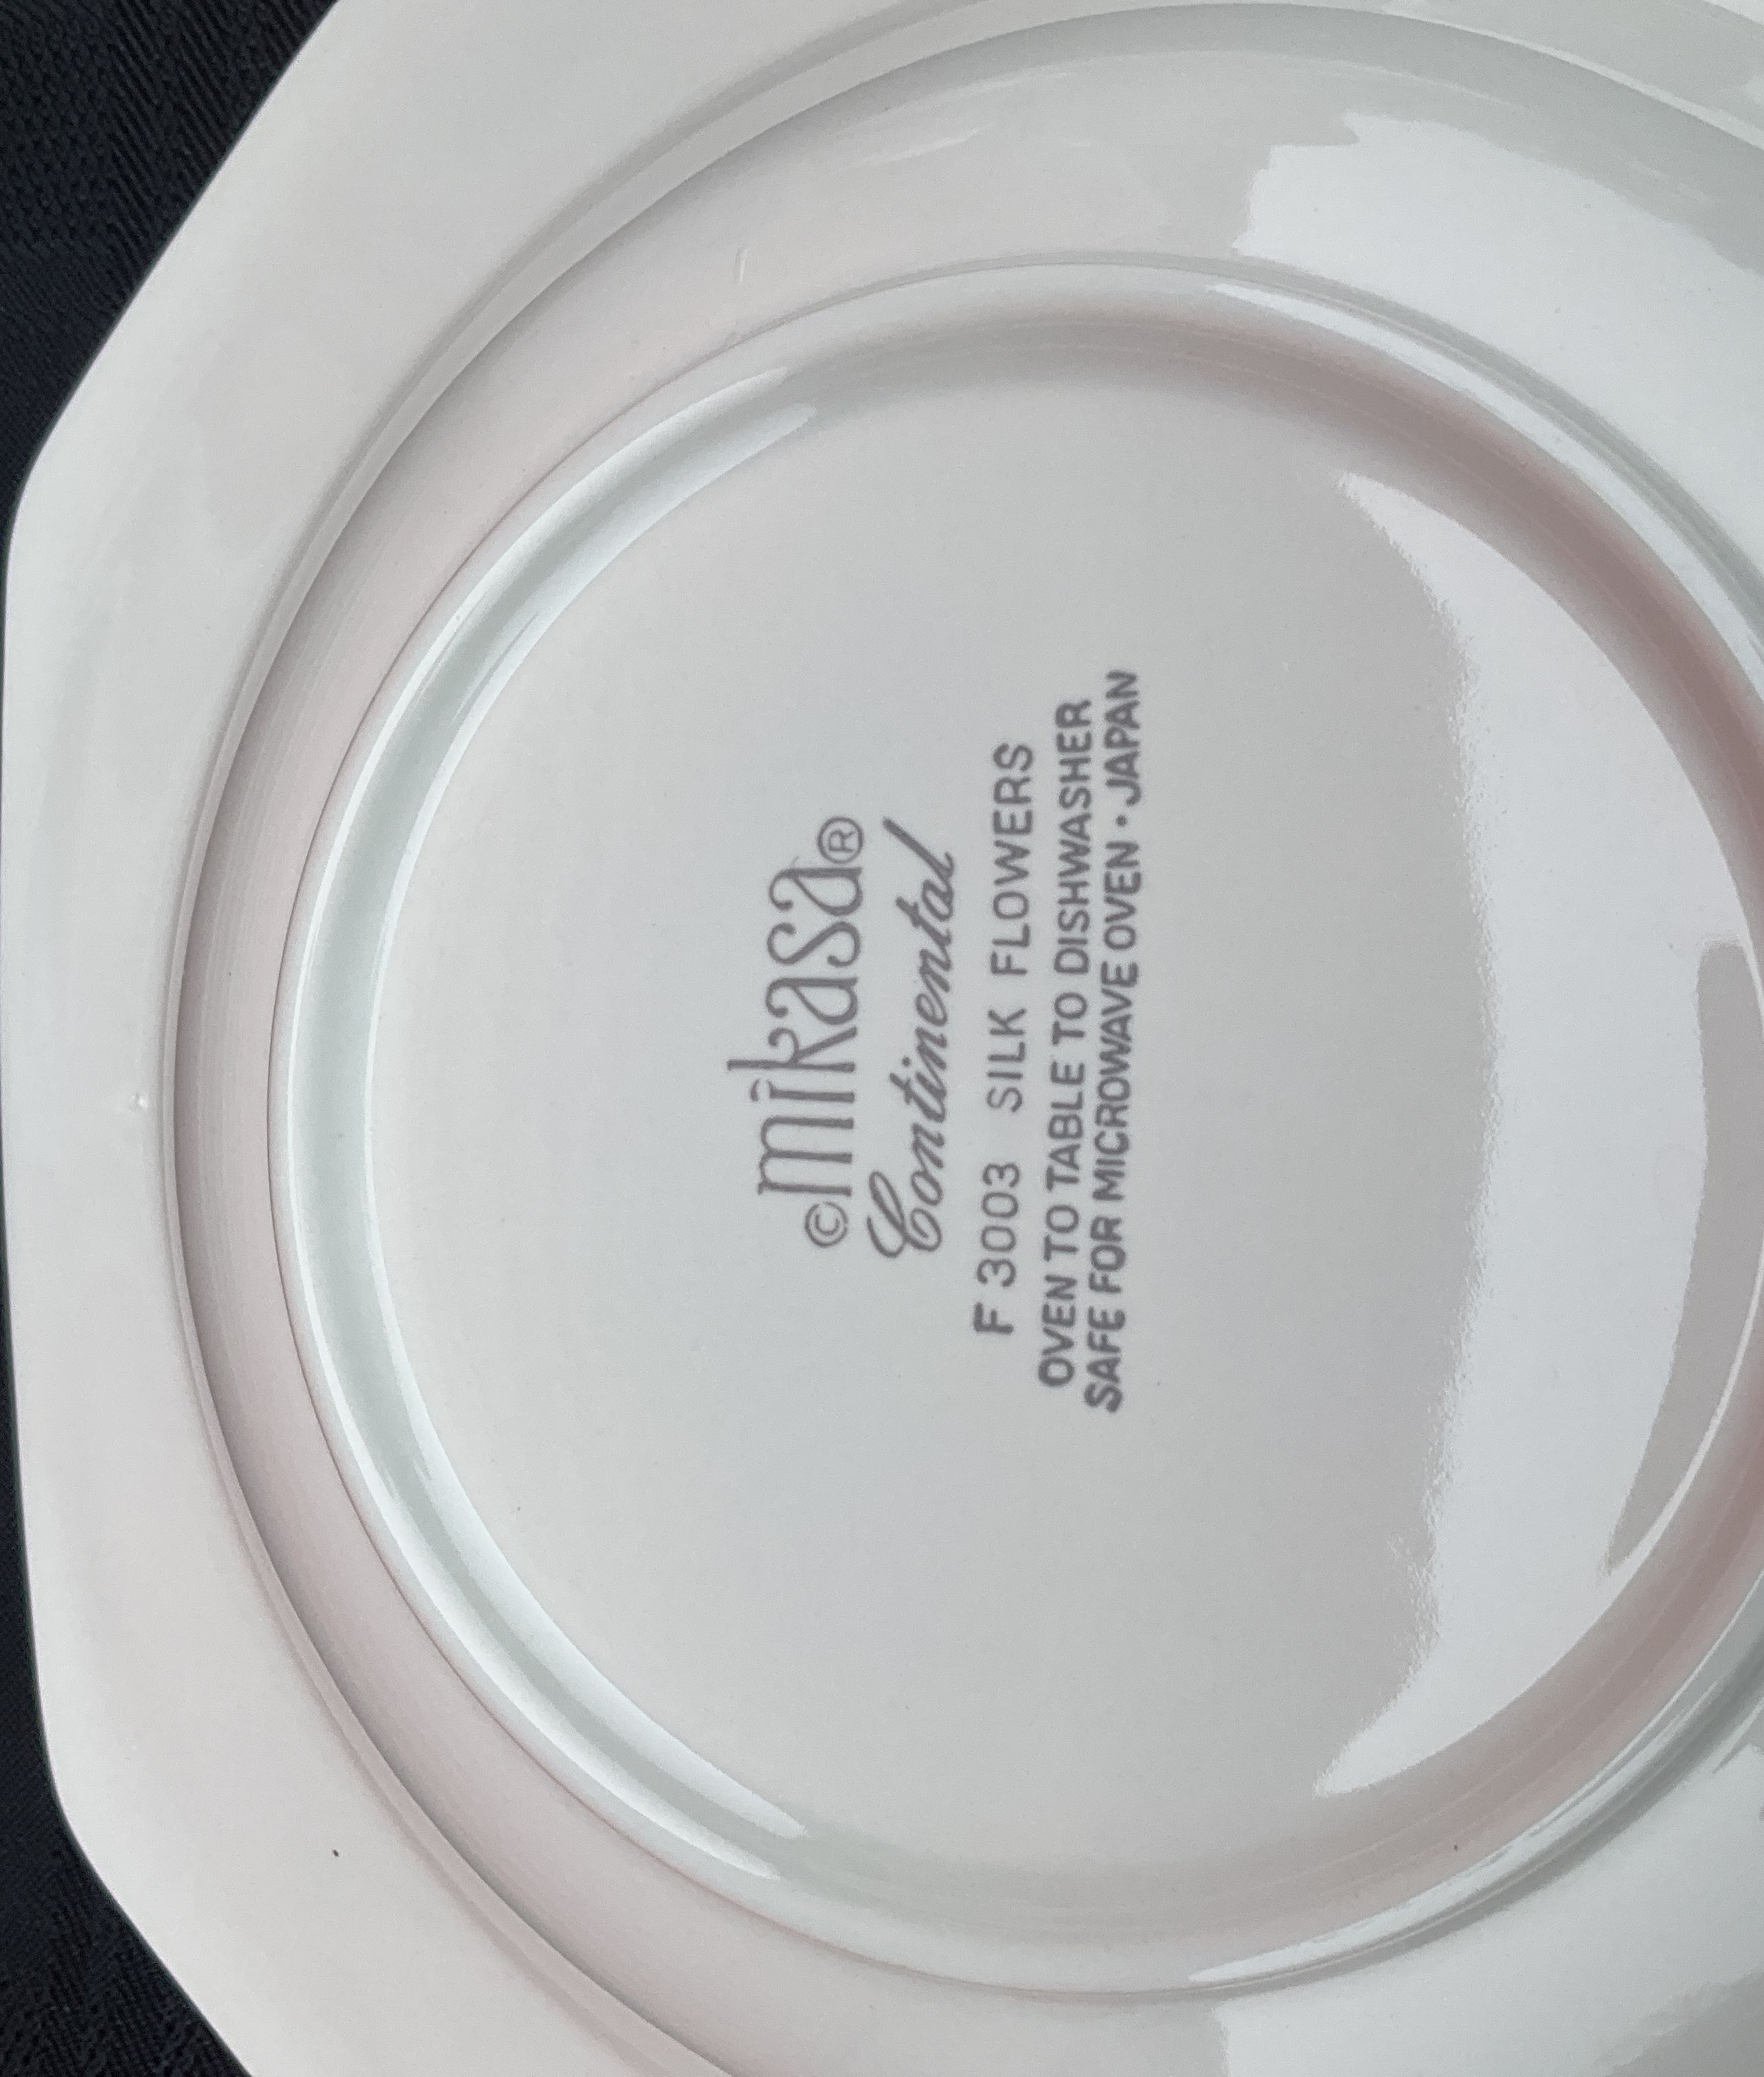 ©mikasa®
Continental
F 3003 SILK FLOWERS
OVEN TO TABLE TO DISHWASHER
SAFE FOR MICROWAVE OVEN • JAPAN